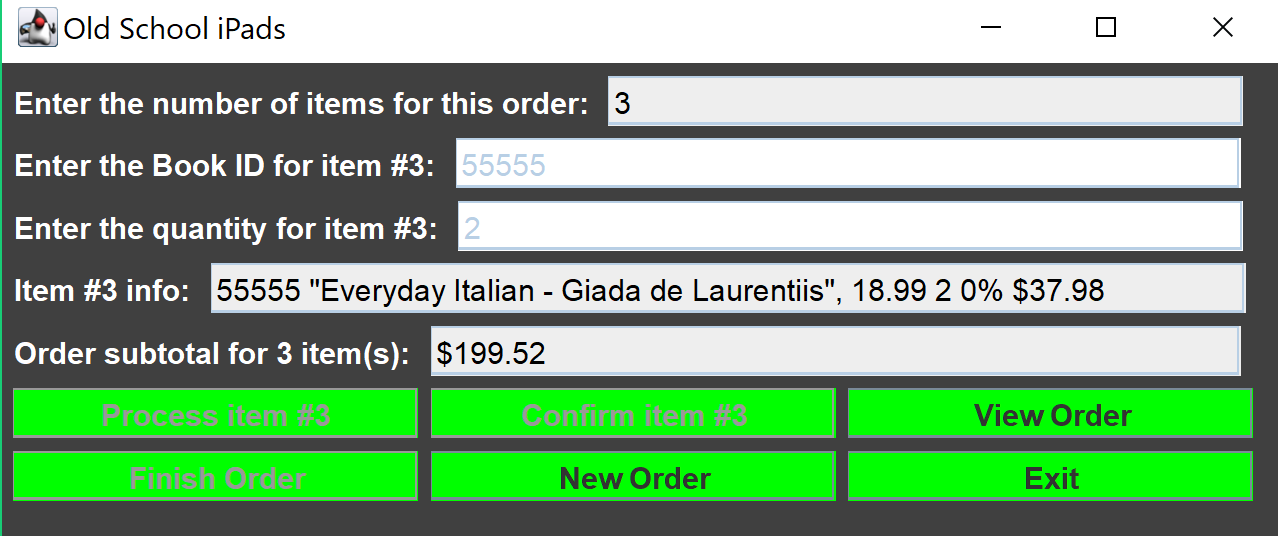 Old School iPads
Enter the number of items for this order: 3
Enter the Book ID for item #3: 55555
Enter the quantity for item #3: 2
Item #3 info: 55555 "Everyday Italian - Giada de Laurentiis", 18.99 2 0% $37.98
Order subtotal for 3 item(s): $199.52
Process item #3 Confirm item #3 View Order
Finish Order New Order Exit